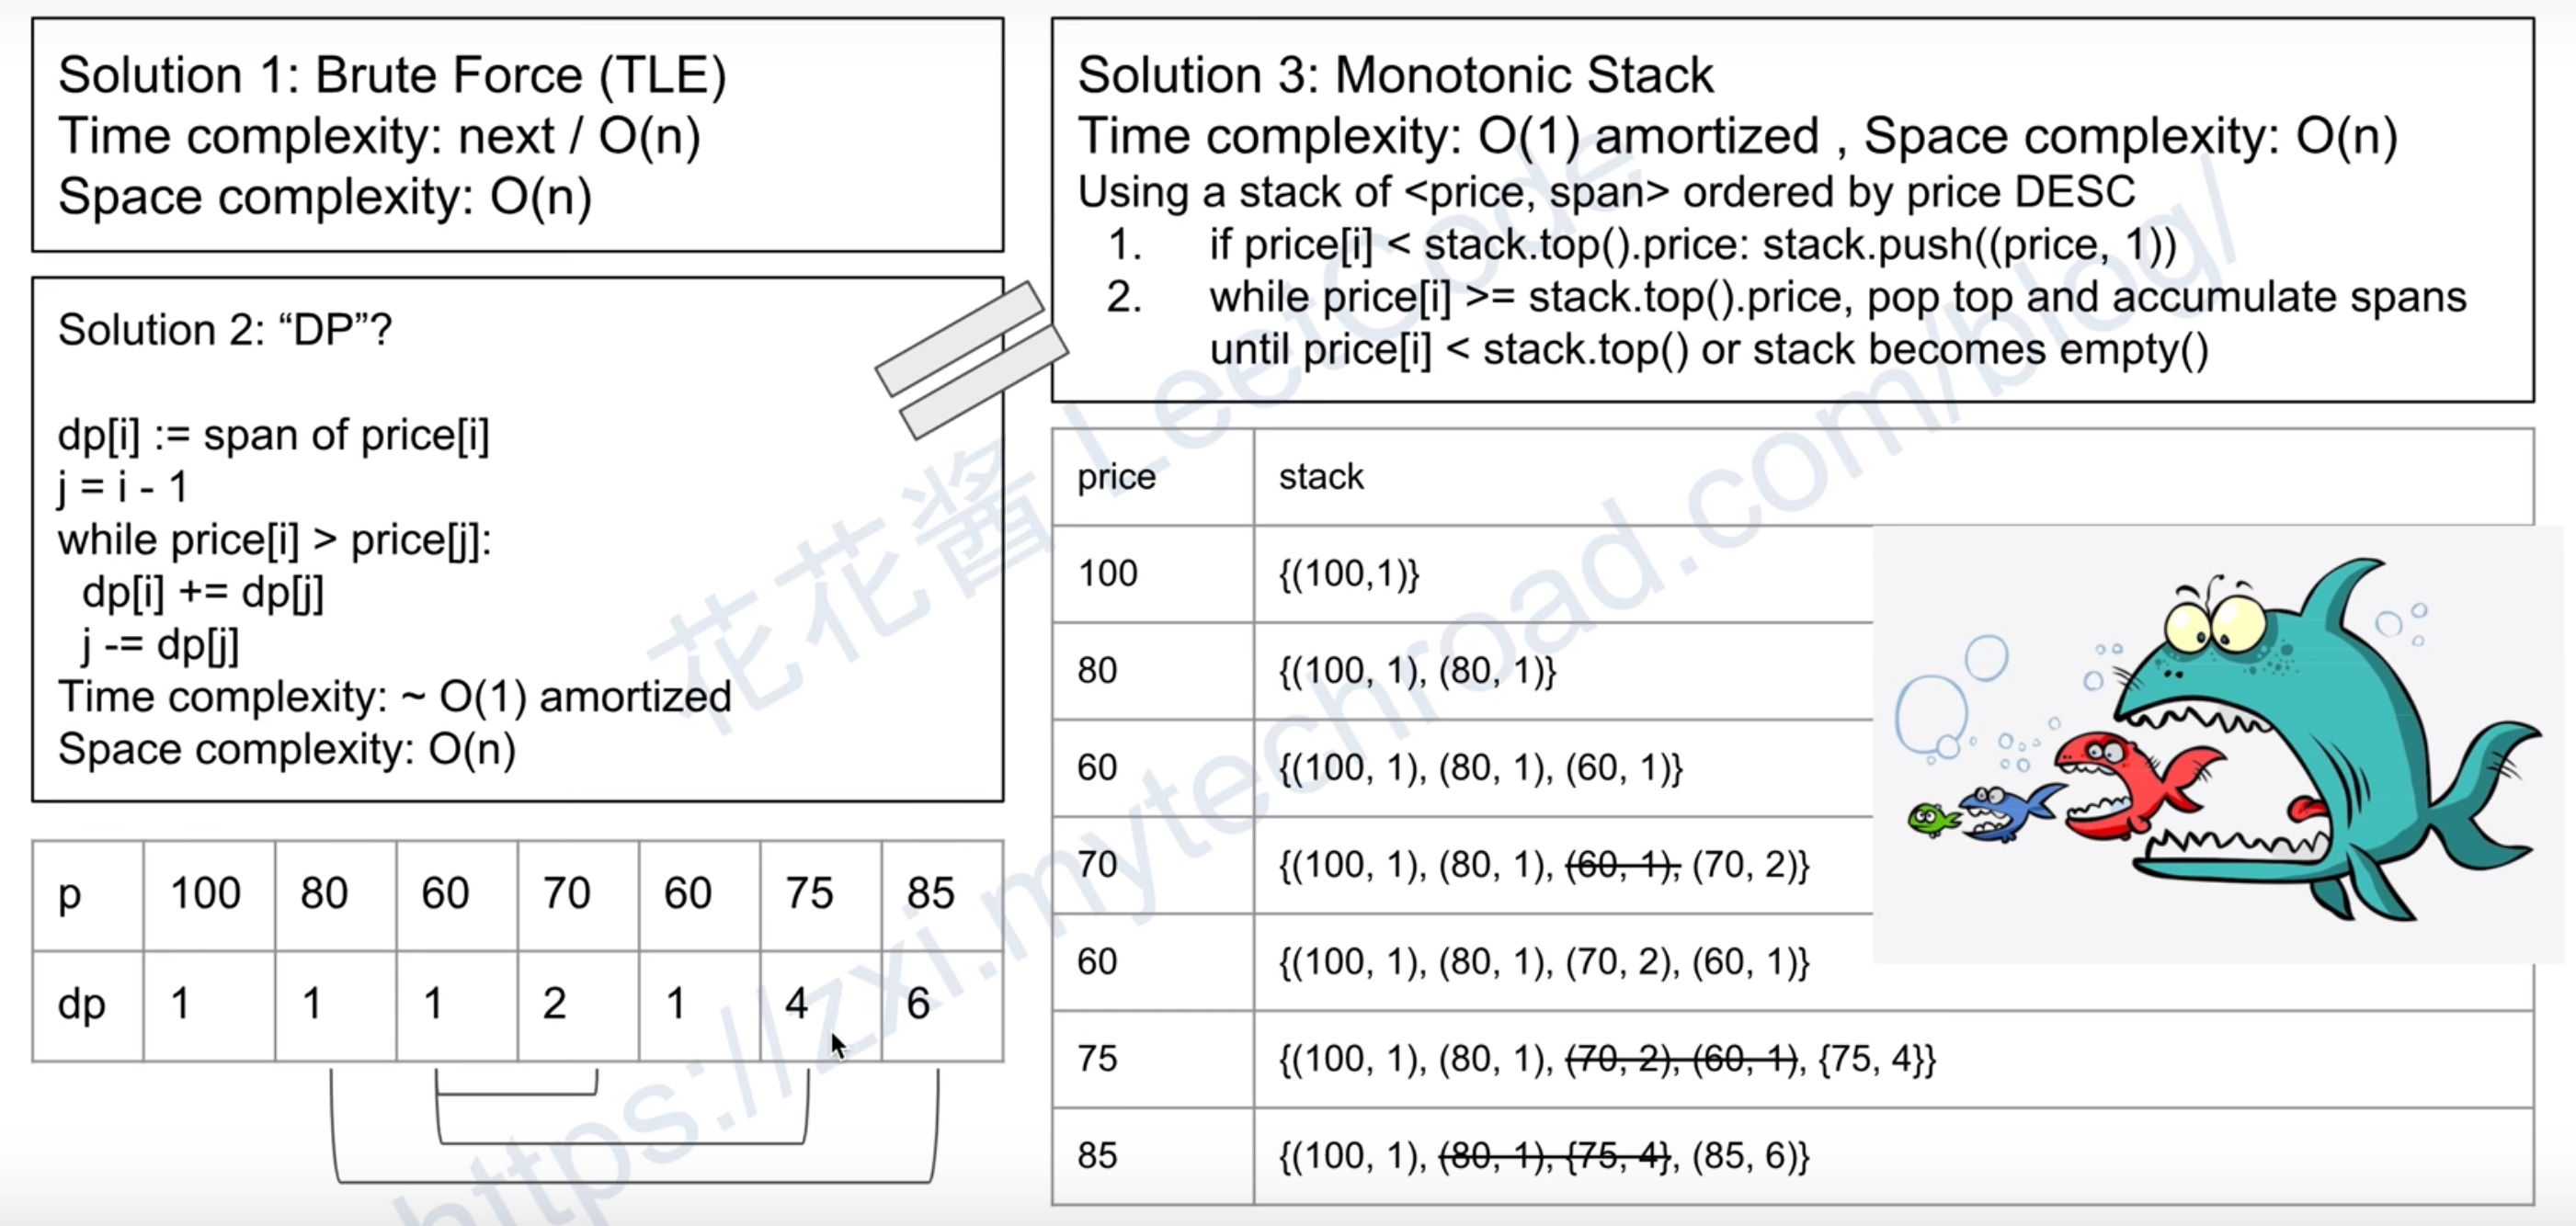 Solution 1: Brute Force (TLE)
Time complexity: next / O(n)
Space complexity: O(n)
Solution 2: “DP”?
dp[i] := span of price[i]
j = i - 1
while price[i] > price[j]:
dp[i] += dp[j]
j -= dp[j]
Time complexity: ~ O(1) amortized
Space complexity: O(n)
p 100 80 60 70 60 75 85
dp 1 1 1 2 1 4 6
Solution 3: Monotonic Stack
Time complexity: O(1) amortized , Space complexity: O(n)
Using a stack of <price, span> ordered by price DESC
1. if price[i] < stack.top().price: stack.push((price, 1))
2. while price[i] >= stack.top().price, pop top and accumulate spans
until price[i] < stack.top() or stack becomes empty()
price stack
100 {(100,1)}
80 {(100, 1), (80, 1)}
60 {(100, 1), (80, 1), (60, 1)}
70 {(100, 1), (80, 1), (60, 1), (70, 2)}
60 {(100, 1), (80, 1), (70, 2), (60, 1)}
75 {(100, 1), (80, 1), (70, 2), (60, 1), {75, 4}}
85 {(100, 1), (80, 1), {75, 4}, (85, 6)}
花花酱 LeetCode
https://zxi.mytechroad.com/blog/